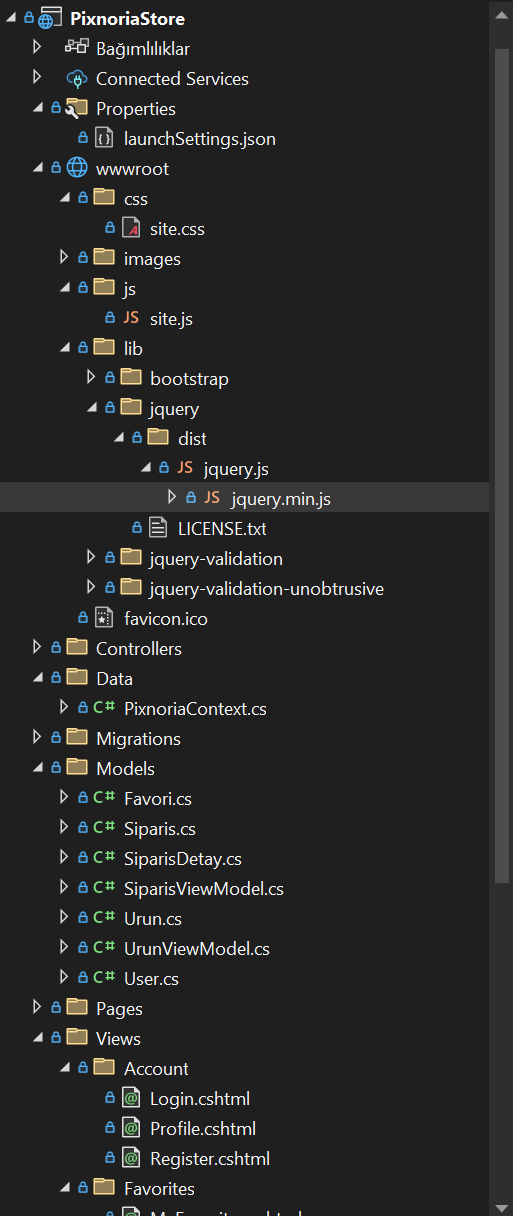 PixnoriaStore
Bağımlılıklar
Connected Services
Properties
launchSettings.json
wwwroot
css
site.css
images
js
JS site.js
lib
bootstrap
jquery
dist
JS jquery.js
JS jquery.min.js
LICENSE.txt
jquery-validation
jquery-validation-unobtrusive
favicon.ico
Controllers
Data
C# PixnoriaContext.cs
Migrations
Models
C# Favori.cs
C# Siparis.cs
C# SiparisDetay.cs
C# SiparisViewModel.cs
C# Urun.cs
C# UrunViewModel.cs
C# User.cs
Pages
Views
Account
Login.cshtml
Profile.cshtml
Register.cshtml
Favorites